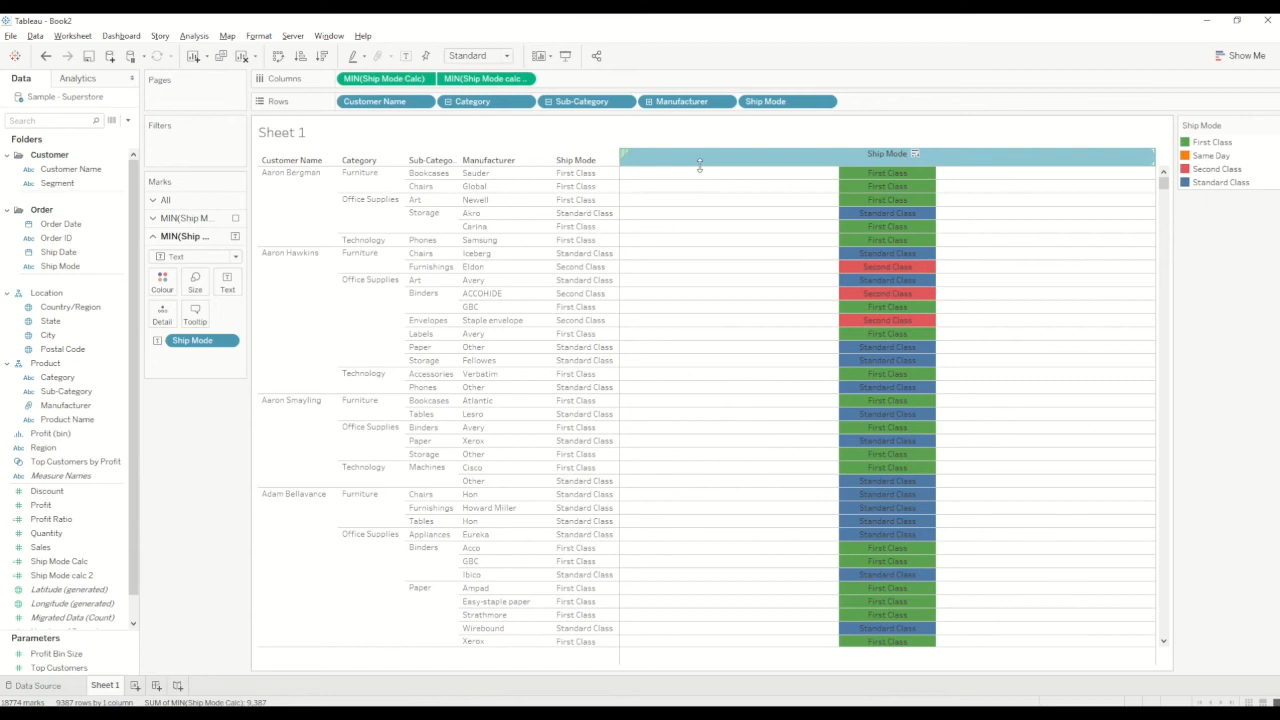 Tableau - Book2
File Data Worksheet Dashboard Story Analysis Map Format Server Window Help
Standard
Show Me
Data Analytics
Sample - Superstore
Search
Folders
Customer
Customer Name
Segment
Order
Order Date
Order ID
Ship Date
Ship Mode
Location
Country/Region
State
City
Postal Code
Product
Category
Sub-Category
Manufacturer
Product Name
Profit (bin)
Region
Top Customers by Profit
Measure Names
Discount
Profit
Profit Ratio
Quantity
Sales
Ship Mode Calc
Ship Mode calc 2
Latitude (generated)
Longitude (generated)
Migrated Data (Count)
Parameters
Profit Bin Size
Top Customers
Pages
Filters
Marks
All
MIN(Ship M...
MIN(Ship ...
Text
Colour Size Text
Detail Tooltip
Ship Mode
Columns MIN(Ship Mode Calc) MIN(Ship Mode calc ..
Rows Customer Name Category Sub-Category Manufacturer Ship Mode
Sheet 1
Ship Mode
Customer Name Category Sub-Catego.. Manufacturer Ship Mode
Aaron Bergman Furniture Bookcases Sauder First Class First Class
Chairs Global First Class First Class
Office Supplies Art Newell First Class First Class
Storage Akro Standard Class Standard Class
Carina First Class First Class
Technology Phones Samsung First Class First Class
Aaron Hawkins Furniture Chairs Iceberg Standard Class Standard Class
Furnishings Eldon Second Class Second Class
Office Supplies Art Avery Standard Class Standard Class
Binders ACCOHIDE Second Class Second Class
GBC First Class First Class
Envelopes Staple envelope Second Class Second Class
Labels Avery First Class First Class
Paper Other Standard Class Standard Class
Storage Fellowes Standard Class Standard Class
Technology Accessories Verbatim First Class First Class
Phones Other Standard Class Standard Class
Aaron Smayling Furniture Bookcases Atlantic First Class First Class
Tables Lesro Standard Class Standard Class
Office Supplies Binders Avery First Class First Class
Paper Xerox Standard Class Standard Class
Storage Other First Class First Class
Technology Machines Cisco First Class First Class
Other Standard Class Standard Class
Adam Bellavance Furniture Chairs Hon Standard Class Standard Class
Furnishings Howard Miller Standard Class Standard Class
Tables Hon Standard Class Standard Class
Office Supplies Appliances Eureka Standard Class Standard Class
Binders Acco First Class First Class
GBC First Class First Class
Ibico Standard Class Standard Class
Paper Ampad First Class First Class
Easy-staple paper First Class First Class
Strathmore First Class First Class
Wirebound Standard Class Standard Class
Xerox First Class First Class
Ship Mode
First Class
Same Day
Second Class
Standard Class
Data Source Sheet 1
18774 marks 9387 rows by 1 column SUM of MIN(Ship Mode Calc): 9,387